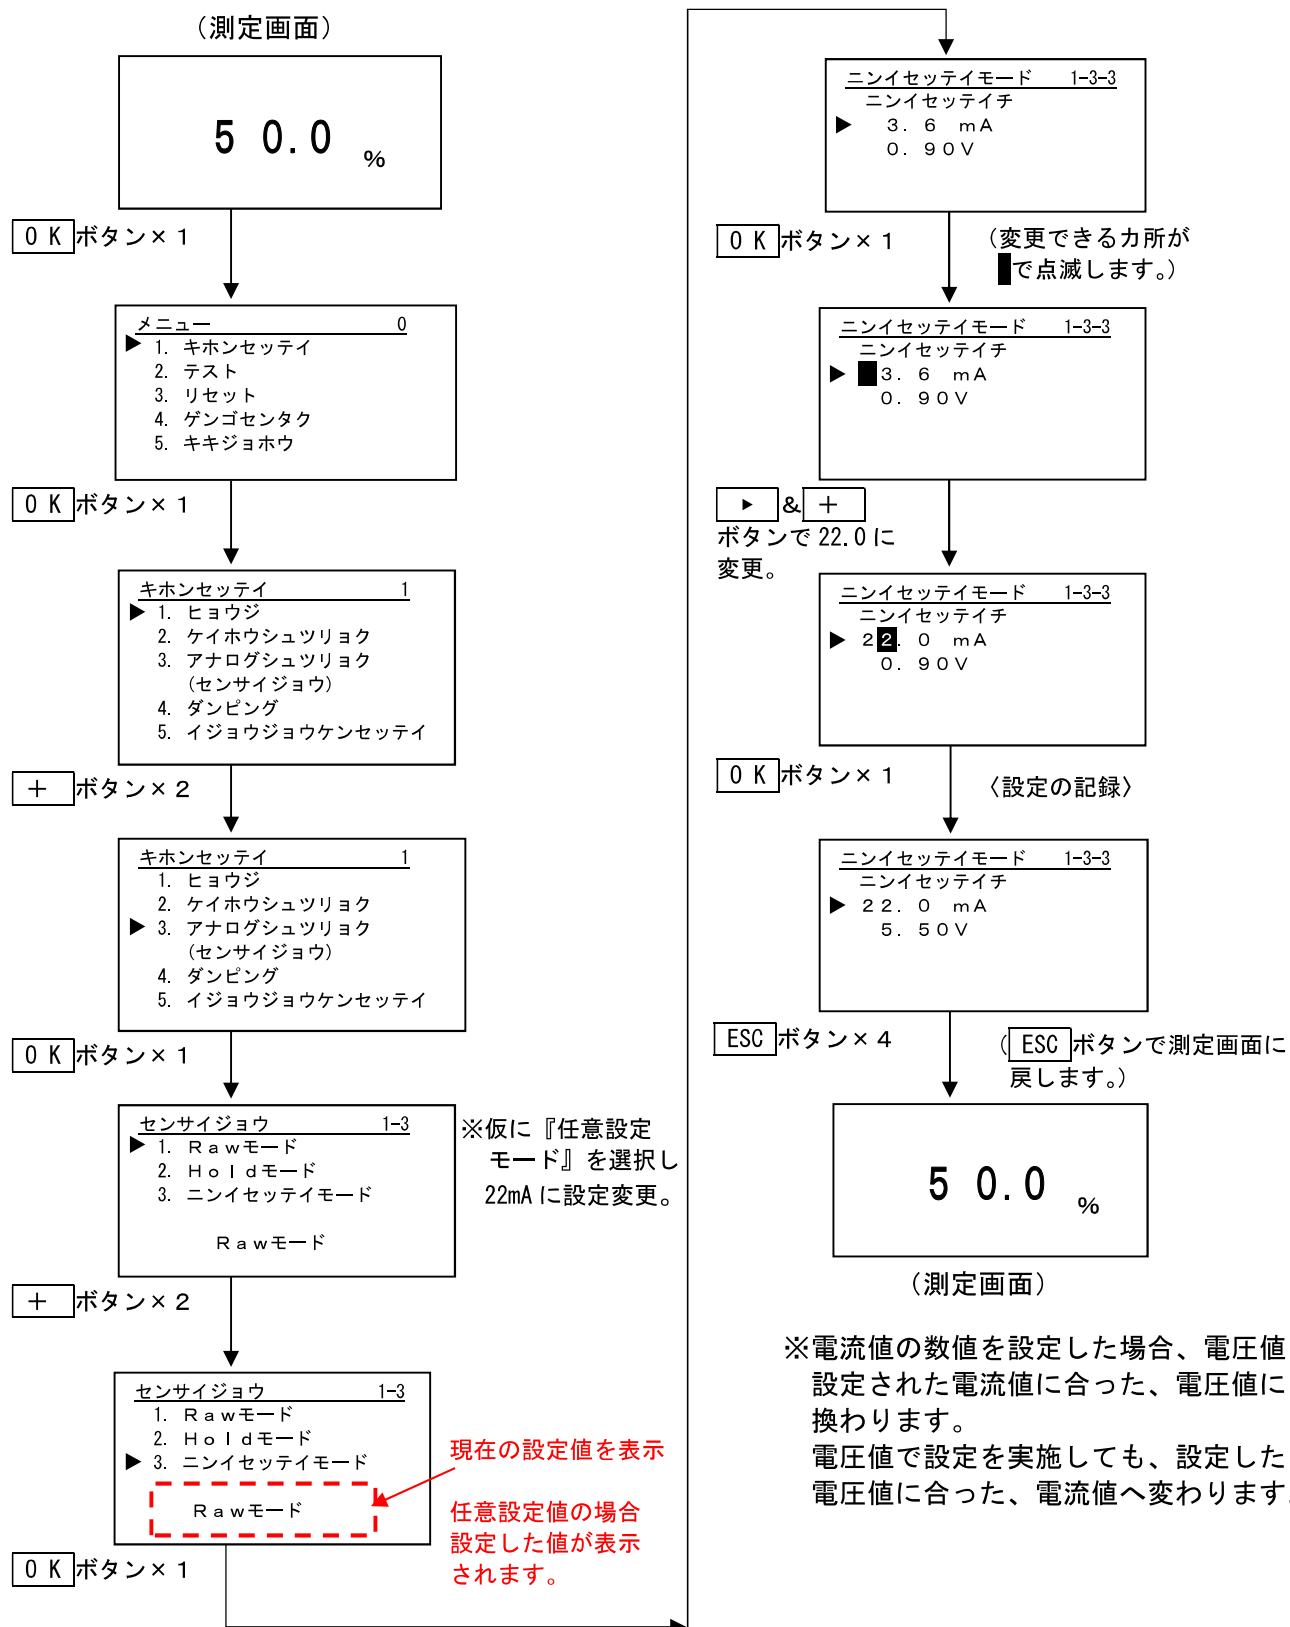 （測定画面）
５０.０ %
ＯＫ ボタン×１
メニュー 0
▶ 1. キホンセッテイ
2. テスト
3. リセット
4. ゲンゴセンタク
5. キキジョホウ
ＯＫ ボタン×１
キホンセッテイ 1
▶ 1. ヒョウジ
2. ケイホウシュツリョク
3. アナログシュツリョク
(センサイジョウ)
4. ダンピング
5. イジョウジョウケンセッテイ
＋ ボタン×２
キホンセッテイ 1
1. ヒョウジ
2. ケイホウシュツリョク
▶ 3. アナログシュツリョク
(センサイジョウ)
4. ダンピング
5. イジョウジョウケンセッテイ
ＯＫ ボタン×１
センサイジョウ 1-3
▶ 1. Ｒａｗモード
2. Ｈｏｌｄモード
3. ニンイセッテイモード
Ｒａｗモード
※仮に『任意設定
モード』を選択し
22mAに設定変更。
＋ ボタン×２
センサイジョウ 1-3
1. Ｒａｗモード
2. Ｈｏｌｄモード
▶ 3. ニンイセッテイモード
Ｒａｗモード
現在の設定値を表示
任意設定値の場合
設定した値が表示
されます。
ＯＫ ボタン×１
ニンイセッテイモード 1-3-3
ニンイセッテイチ
▶ ３．６ ｍＡ
０．９０Ｖ
ＯＫ ボタン×１
（変更できるカ所が
█で点滅します。）
ニンイセッテイモード 1-3-3
ニンイセッテイチ
▶ █３．６ ｍＡ
０．９０Ｖ
▶ & ＋
ボタンで22.0に
変更。
ニンイセッテイモード 1-3-3
ニンイセッテイチ
▶ ２２．０ ｍＡ
０．９０Ｖ
ＯＫ ボタン×１
〈設定の記録〉
ニンイセッテイモード 1-3-3
ニンイセッテイチ
▶ ２２．０ ｍＡ
５．５０Ｖ
ESC ボタン×４
（ESC ボタンで測定画面に
戻します。）
５０.０ %
（測定画面）
※電流値の数値を設定した場合、電圧値
設定された電流値に合った、電圧値に
換わります。
電圧値で設定を実施しても、設定した
電圧値に合った、電流値へ変わります。